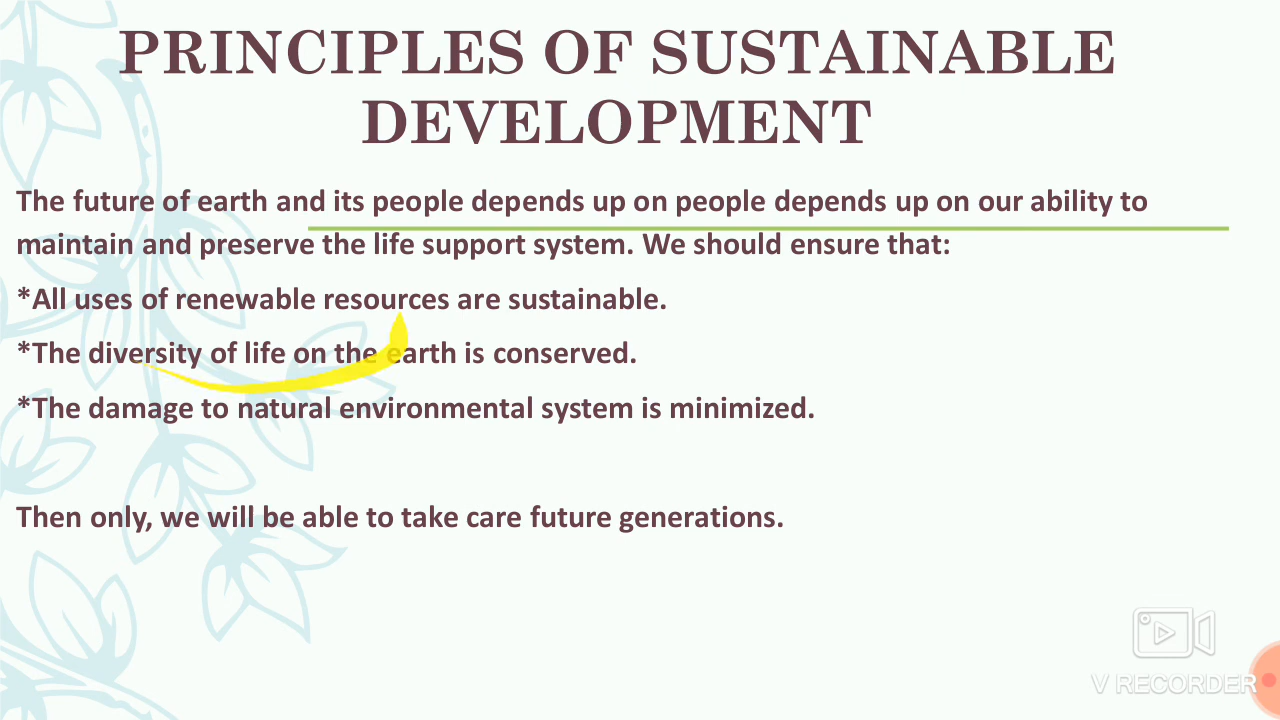 PRINCIPLES OF SUSTAINABLE
DEVELOPMENT
The future of earth and its people depends up on people depends up on our ability to
maintain and preserve the life support system. We should ensure that:
*All uses of renewable resources are sustainable.
*The diversity of life on the earth is conserved.
*The damage to natural environmental system is minimized.
Then only, we will be able to take care future generations.
V RECORDER